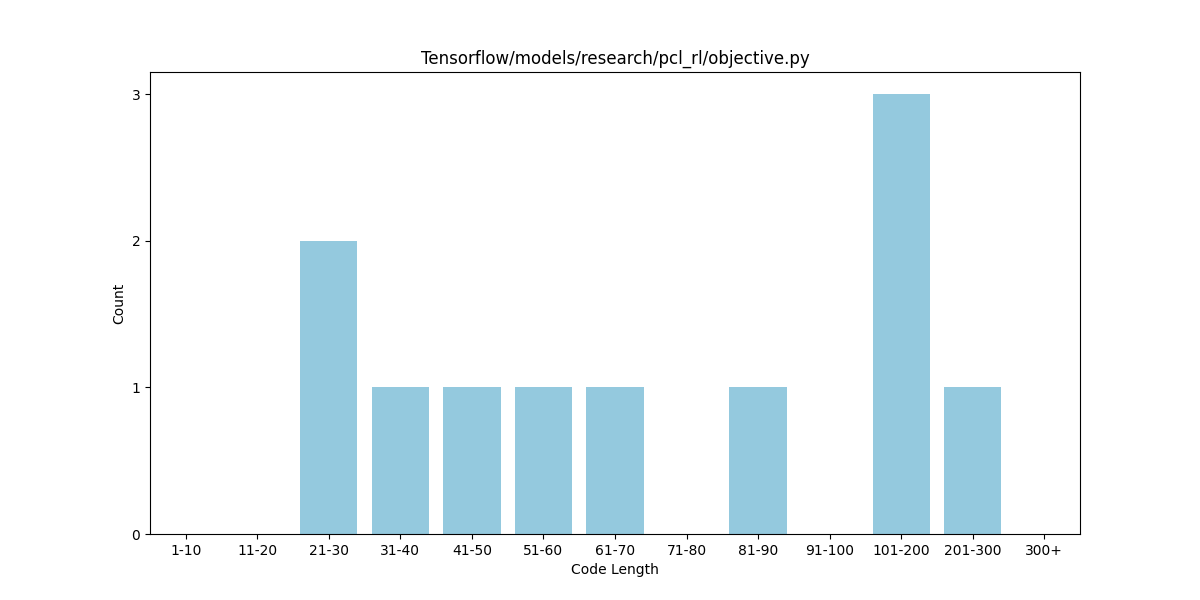 Tensorflow/models/research/pcl_rl/objective.py
3
2
1
0
Count
1-10 11-20 21-30 31-40 41-50 51-60 61-70 71-80 81-90 91-100 101-200 201-300 300+
Code Length